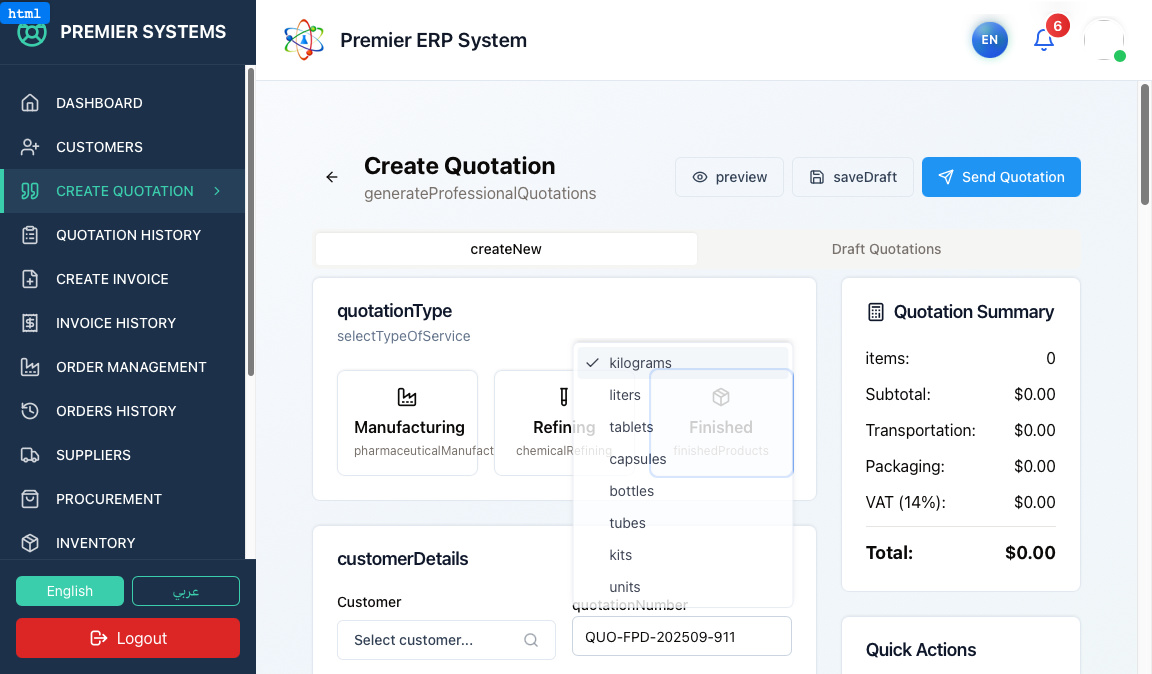 html
PREMIER SYSTEMS
DASHBOARD
CUSTOMERS
CREATE QUOTATION
QUOTATION HISTORY
CREATE INVOICE
INVOICE HISTORY
ORDER MANAGEMENT
ORDERS HISTORY
SUPPLIERS
PROCUREMENT
INVENTORY
English
عربي
Logout
Premier ERP System
EN
6
Create Quotation
generateProfessionalQuotations
preview
saveDraft
Send Quotation
createNew
Draft Quotations
quotationType
selectTypeOfService
Manufacturing
pharmaceuticalManufact
Refining
chemicalRefining
Finished
finishedProducts
kilograms
liters
tablets
capsules
bottles
tubes
kits
units
customerDetails
Customer
Select customer...
quotationNumber
QUO-FPD-202509-911
Quotation Summary
items: 0
Subtotal: $0.00
Transportation: $0.00
Packaging: $0.00
VAT (14%): $0.00
Total: $0.00
Quick Actions